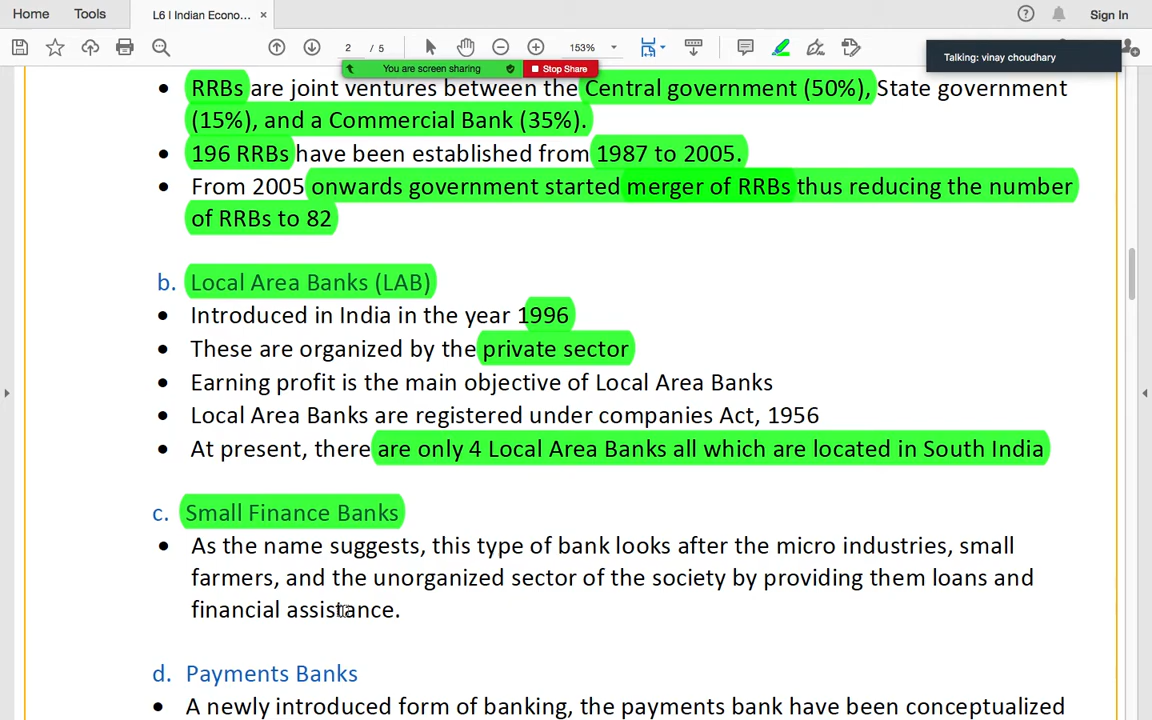 Home Tools L6 I Indian Econo... × Sign In
2 / 5 153%
Talking: vinay choudhary
You are screen sharing Stop Share
• RRBs are joint ventures between the Central government (50%), State government
(15%), and a Commercial Bank (35%).
• 196 RRBs have been established from 1987 to 2005.
• From 2005 onwards government started merger of RRBs thus reducing the number
of RRBs to 82
b. Local Area Banks (LAB)
• Introduced in India in the year 1996
• These are organized by the private sector
• Earning profit is the main objective of Local Area Banks
• Local Area Banks are registered under companies Act, 1956
• At present, there are only 4 Local Area Banks all which are located in South India
c. Small Finance Banks
• As the name suggests, this type of bank looks after the micro industries, small
farmers, and the unorganized sector of the society by providing them loans and
financial assistance.
d. Payments Banks
• A newly introduced form of banking, the payments bank have been conceptualized